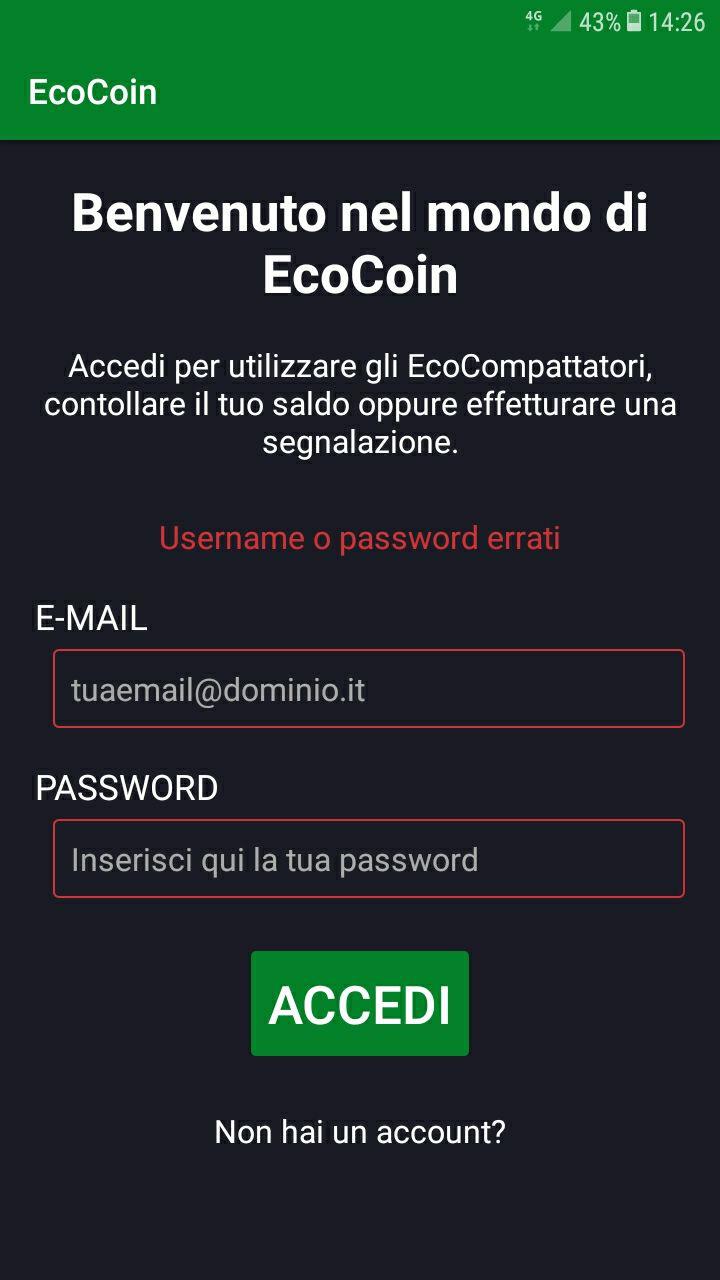 4G 43% 14:26
EcoCoin
Benvenuto nel mondo di
EcoCoin
Accedi per utilizzare gli EcoCompattatori,
contollare il tuo saldo oppure effetturare una
segnalazione.
Username o password errati
E-MAIL
tuaemail@dominio.it
PASSWORD
Inserisci qui la tua password
ACCEDI
Non hai un account?